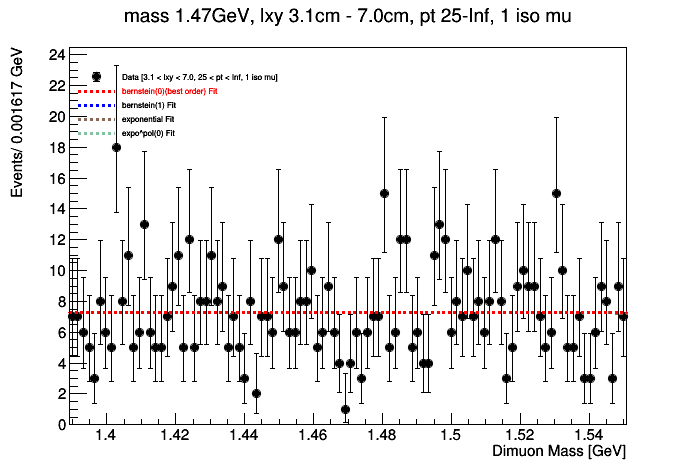 mass 1.47GeV, lxy 3.1cm - 7.0cm, pt 25-Inf, 1 iso mu
Events/ 0.001617 GeV
24
22
20
18
16
14
12
10
8
6
4
2
0
Data [3.1 < lxy < 7.0, 25 < pt < Inf, 1 iso mu]
bernstein(0)(best order) Fit
bernstein(1) Fit
exponential Fit
expo^pol(0) Fit
1.4 1.42 1.44 1.46 1.48 1.5 1.52 1.54
Dimuon Mass [GeV]